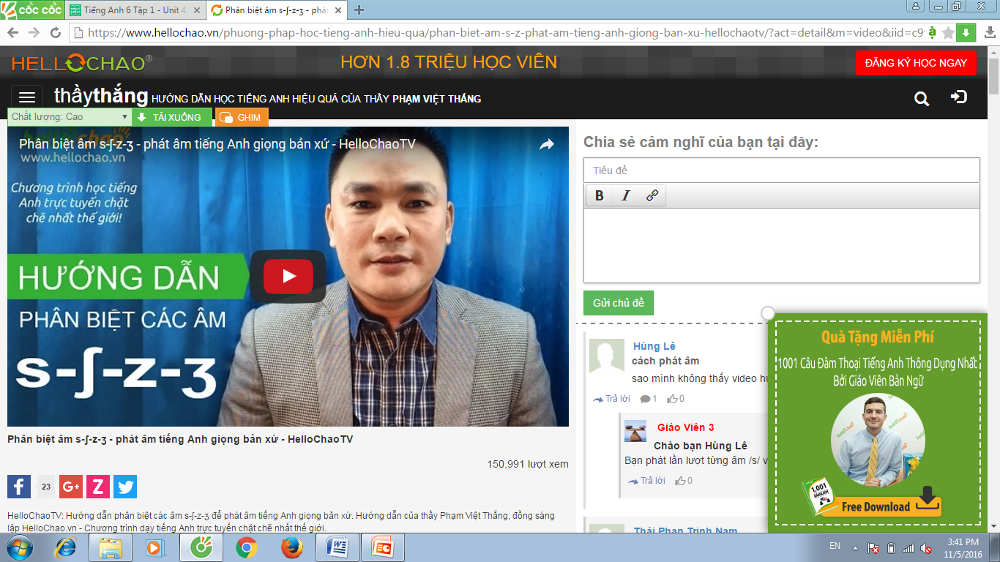 CỐC CỐC
Tiếng Anh 6 Tập 1 - Unit 4
Phân biệt âm s-ʃ-z-ʒ - phát
https://www.hellochao.vn/phuong-phap-hoc-tieng-anh-hieu-qua/phan-biet-am-s-z-phat-am-tieng-anh-giong-ban-xu-hellochaotv/?act=detail&m=video&iid=c9
HELLOCHAO®
HƠN 1.8 TRIỆU HỌC VIÊN
ĐĂNG KÝ HỌC NGAY
thầythắng HƯỚNG DẪN HỌC TIẾNG ANH HIỆU QUẢ CỦA THẦY PHẠM VIỆT THẮNG
Chất lượng: Cao
TẢI XUỐNG
GHIM
Phân biệt âm s-ʃ-z-ʒ - phát âm tiếng Anh giọng bản xứ - HelloChaoTV
www.hellochao.vn
Chương trình học tiếng
Anh trực tuyến chặt
chẽ nhất thế giới!
HƯỚNG DẪN
PHÂN BIỆT CÁC ÂM
s-ʃ-z-ʒ
Phân biệt âm s-ʃ-z-ʒ - phát âm tiếng Anh giọng bản xứ - HelloChaoTV
150,991 lượt xem
f
23
G+
Z
HelloChaoTV: Hướng dẫn phân biệt các âm s-ʃ-z-ʒ để phát âm tiếng Anh giọng bản xứ. Hướng dẫn của thầy Phạm Việt Thắng, đồng sáng
lập HelloChao.vn - Chương trình dạy tiếng Anh trực tuyến chặt chẽ nhất thế giới.
Chia sẻ cảm nghĩ của bạn tại đây:
Tiêu đề
B I
Gửi chủ đề
Hùng Lê
cách phát âm
sao mình không thấy video
Trả lời 1 0
Giáo Viên 3
Chào bạn Hùng Lê
Bạn phát lần lượt từng âm /s/ v
Trả lời 0
Thái Phan Trinh Nam
Quà Tặng Miễn Phí
1001 Câu Đàm Thoại Tiếng Anh Thông Dụng Nhất
Bởi Giáo Viên Bản Ngữ
1,001
Free Download
EN
3:41 PM
11/5/2016